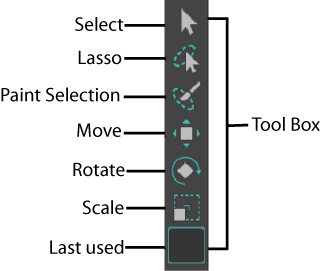 Select
Lasso
Paint Selection
Move
Tool Box
Rotate
Scale
Last used